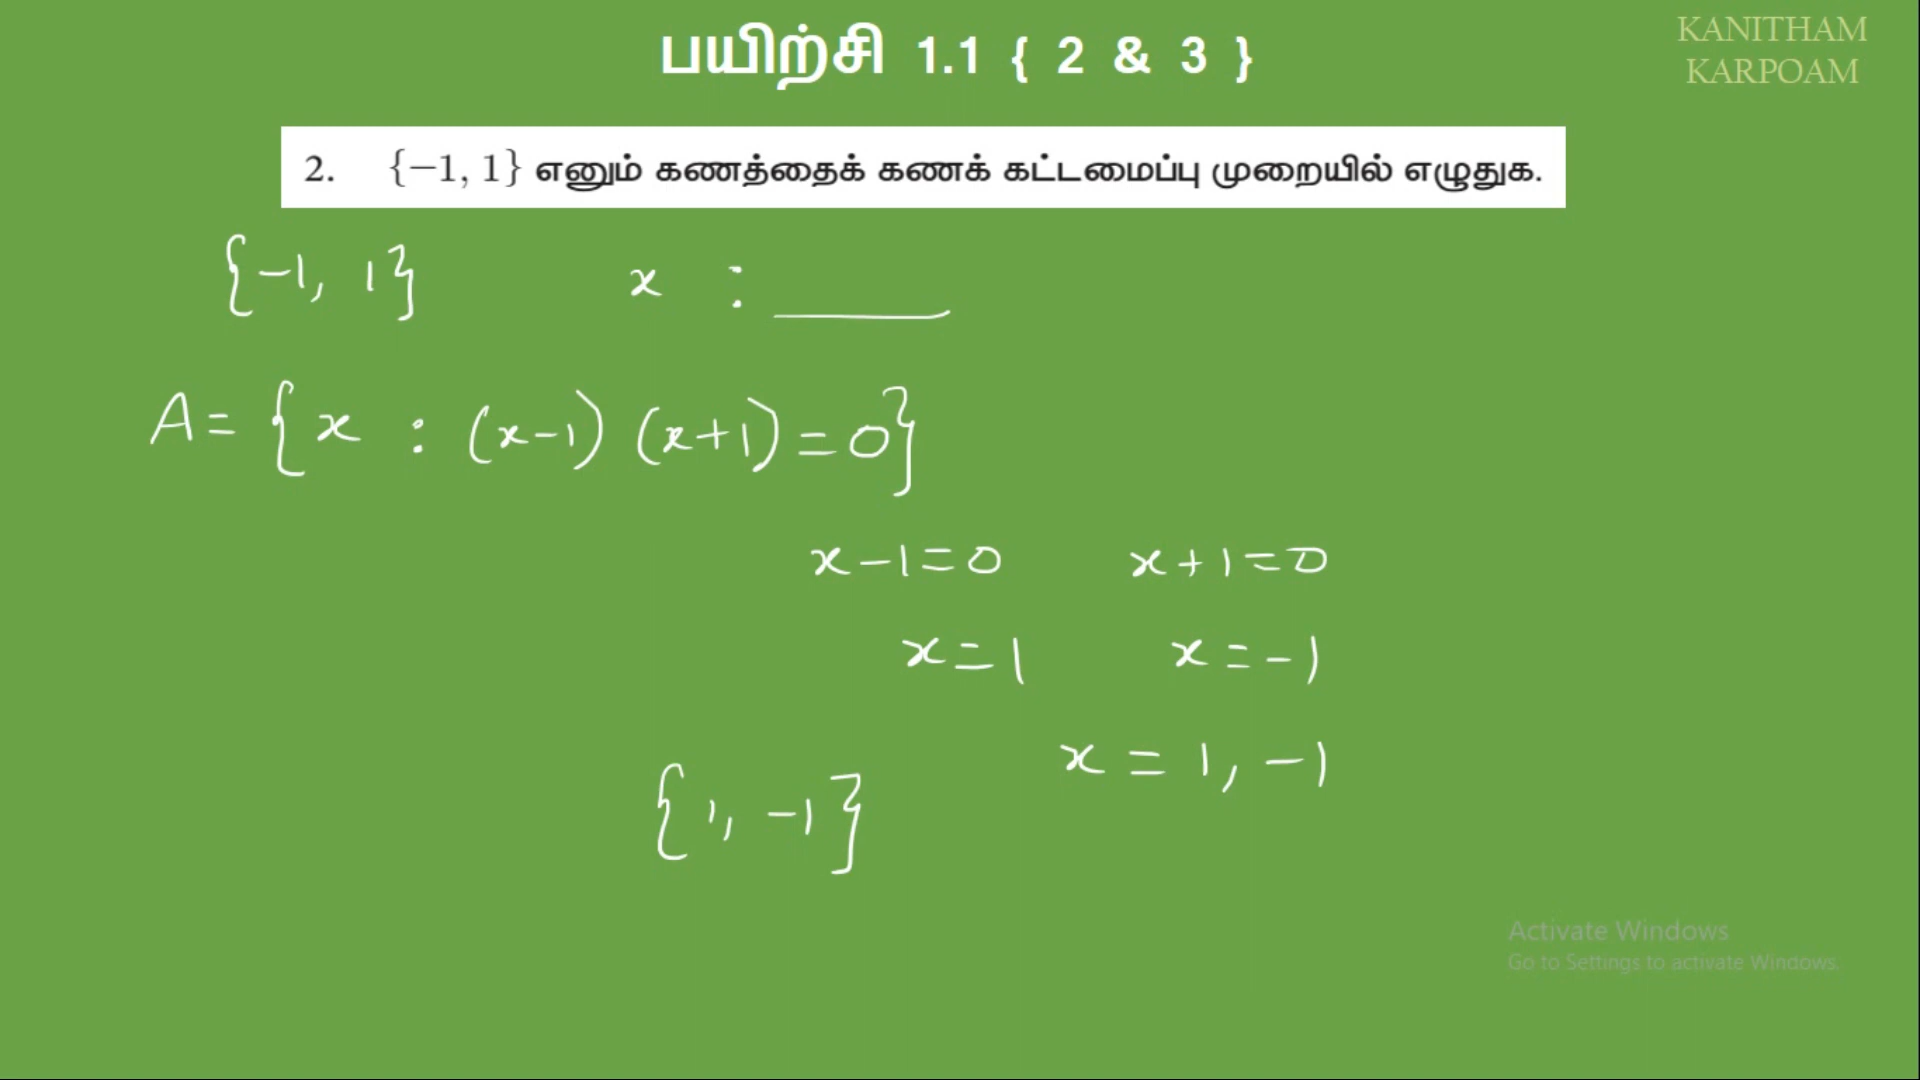 பயிற்சி 1.1 { 2 & 3 }
KANITHAM
KARPOAM
2. {−1, 1} எனும் கணத்தைக் கணக் கட்டமைப்பு முறையில் எழுதுக.
{-1, 1} x : ______
A = {x : (x-1) (x+1) = 0}
x-1=0 x+1=0
x=1 x=-1
x = 1, -1
{1, -1}
Activate Windows
Go to Settings to activate Windows.